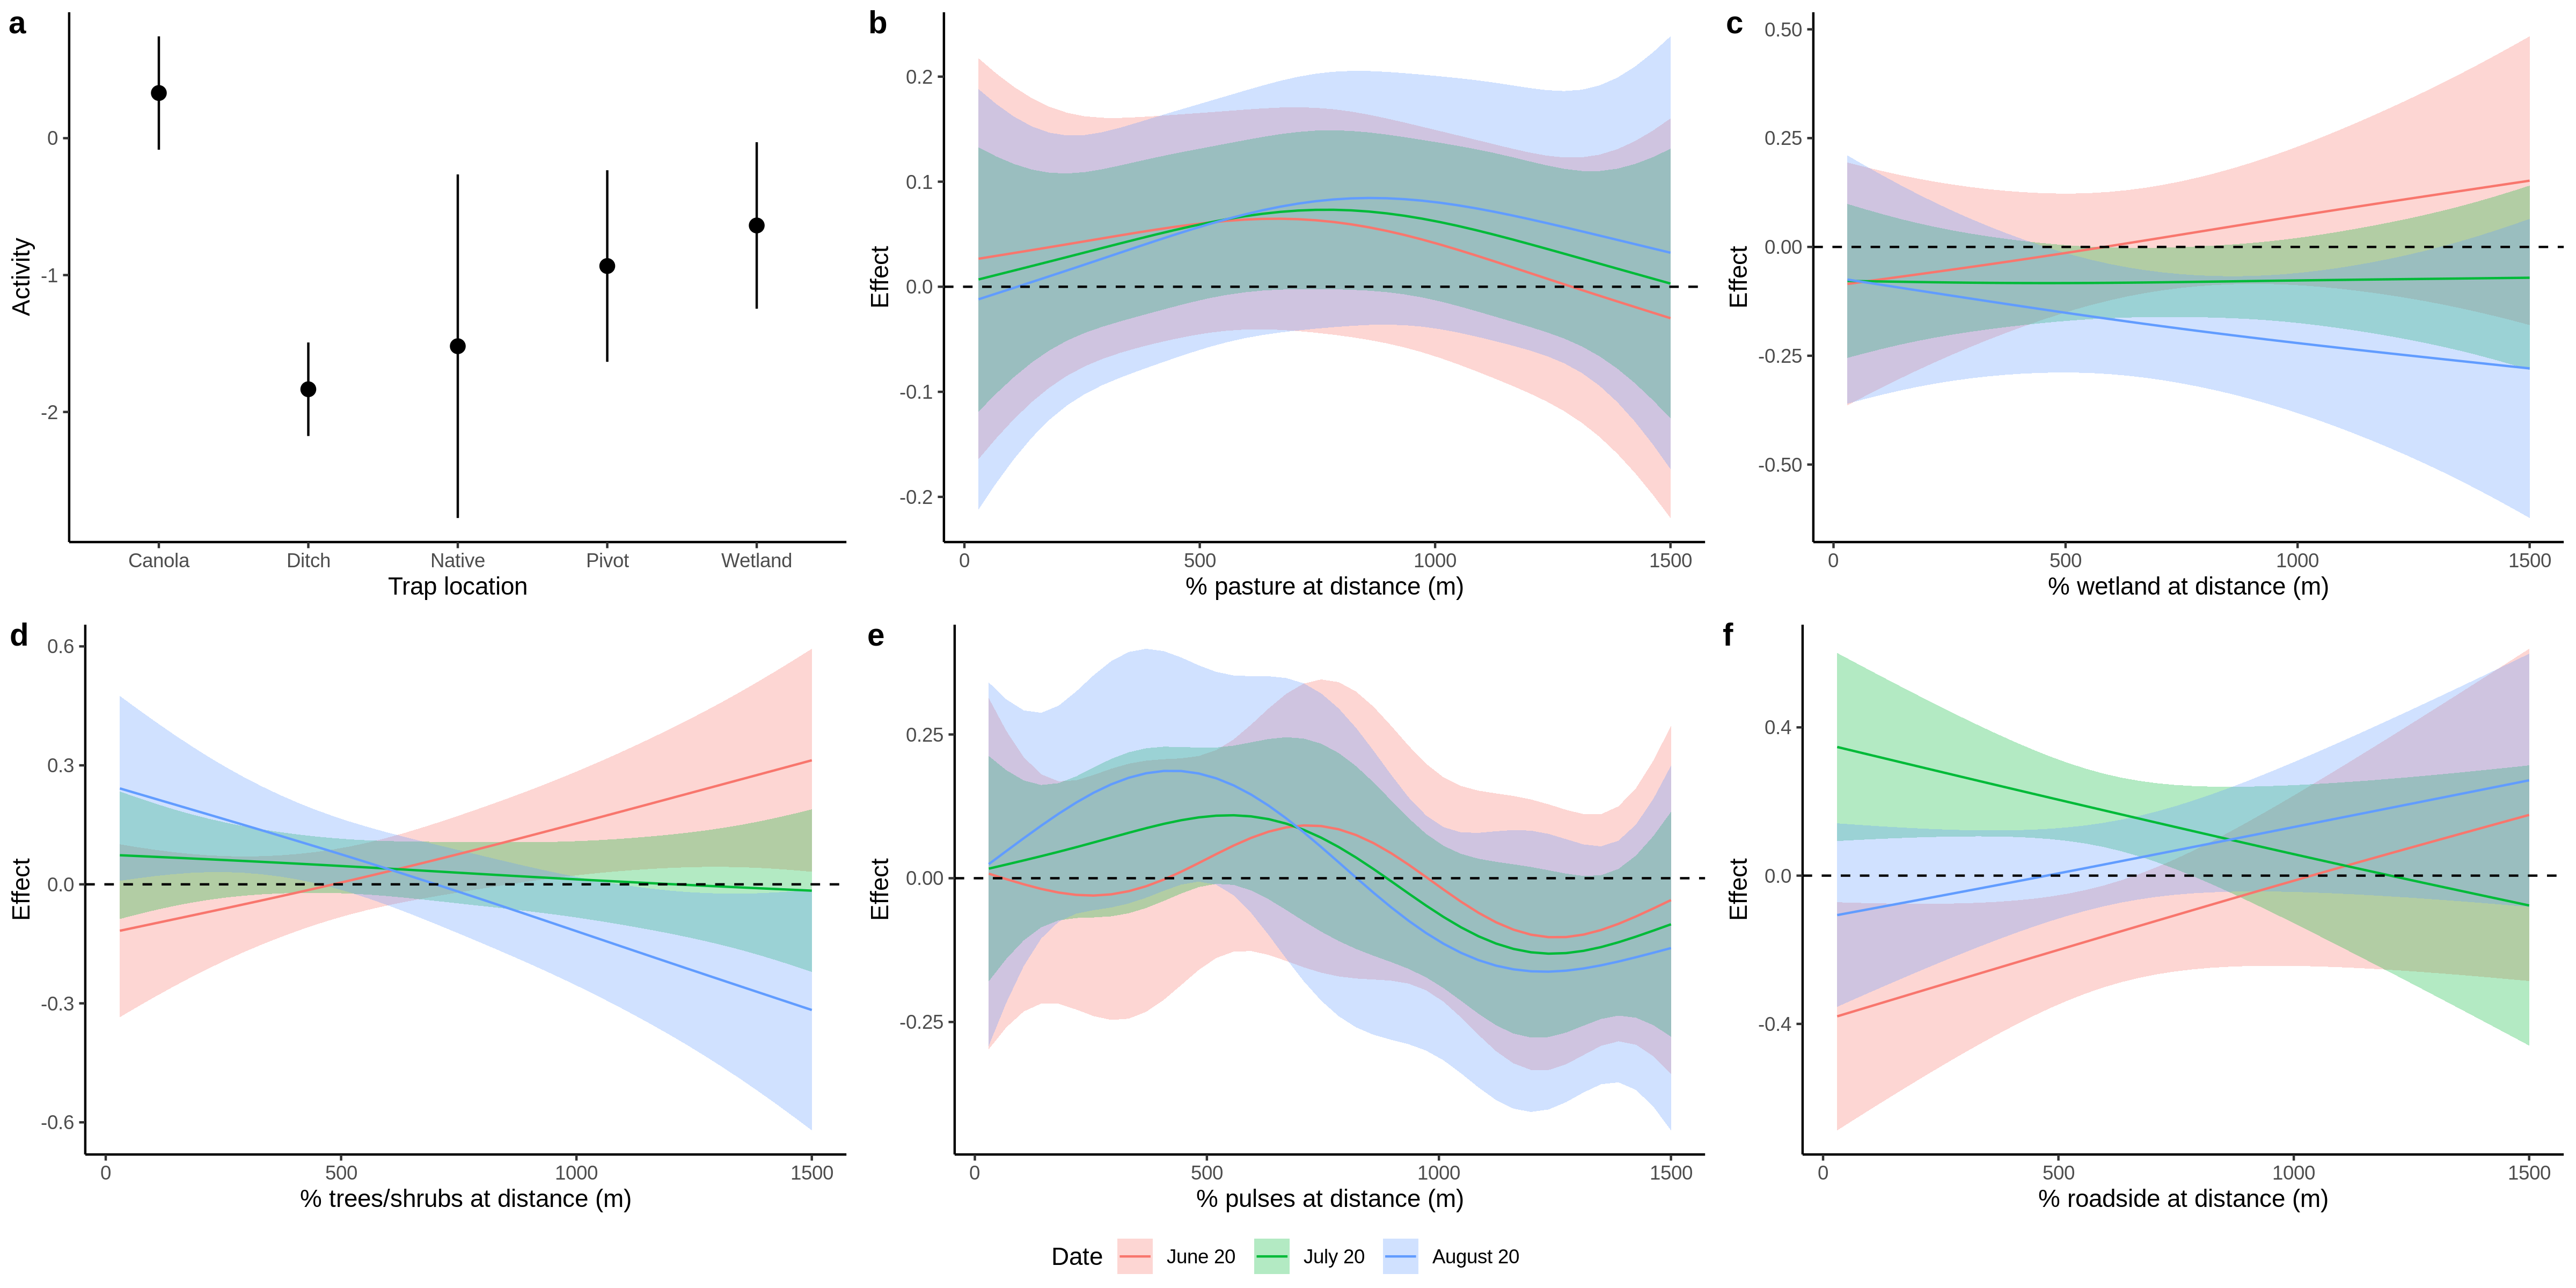 a
Activity
0
-1
-2
Canola Ditch Native Pivot Wetland
Trap location
b
Effect
0.2
0.1
0.0
-0.1
-0.2
0 500 1000 1500
% pasture at distance (m)
c
Effect
0.50
0.25
0.00
-0.25
-0.50
0 500 1000 1500
% wetland at distance (m)
d
Effect
0.6
0.3
0.0
-0.3
-0.6
0 500 1000 1500
% trees/shrubs at distance (m)
e
Effect
0.25
0.00
-0.25
0 500 1000 1500
% pulses at distance (m)
f
Effect
0.4
0.0
-0.4
0 500 1000 1500
% roadside at distance (m)
Date June 20 July 20 August 20